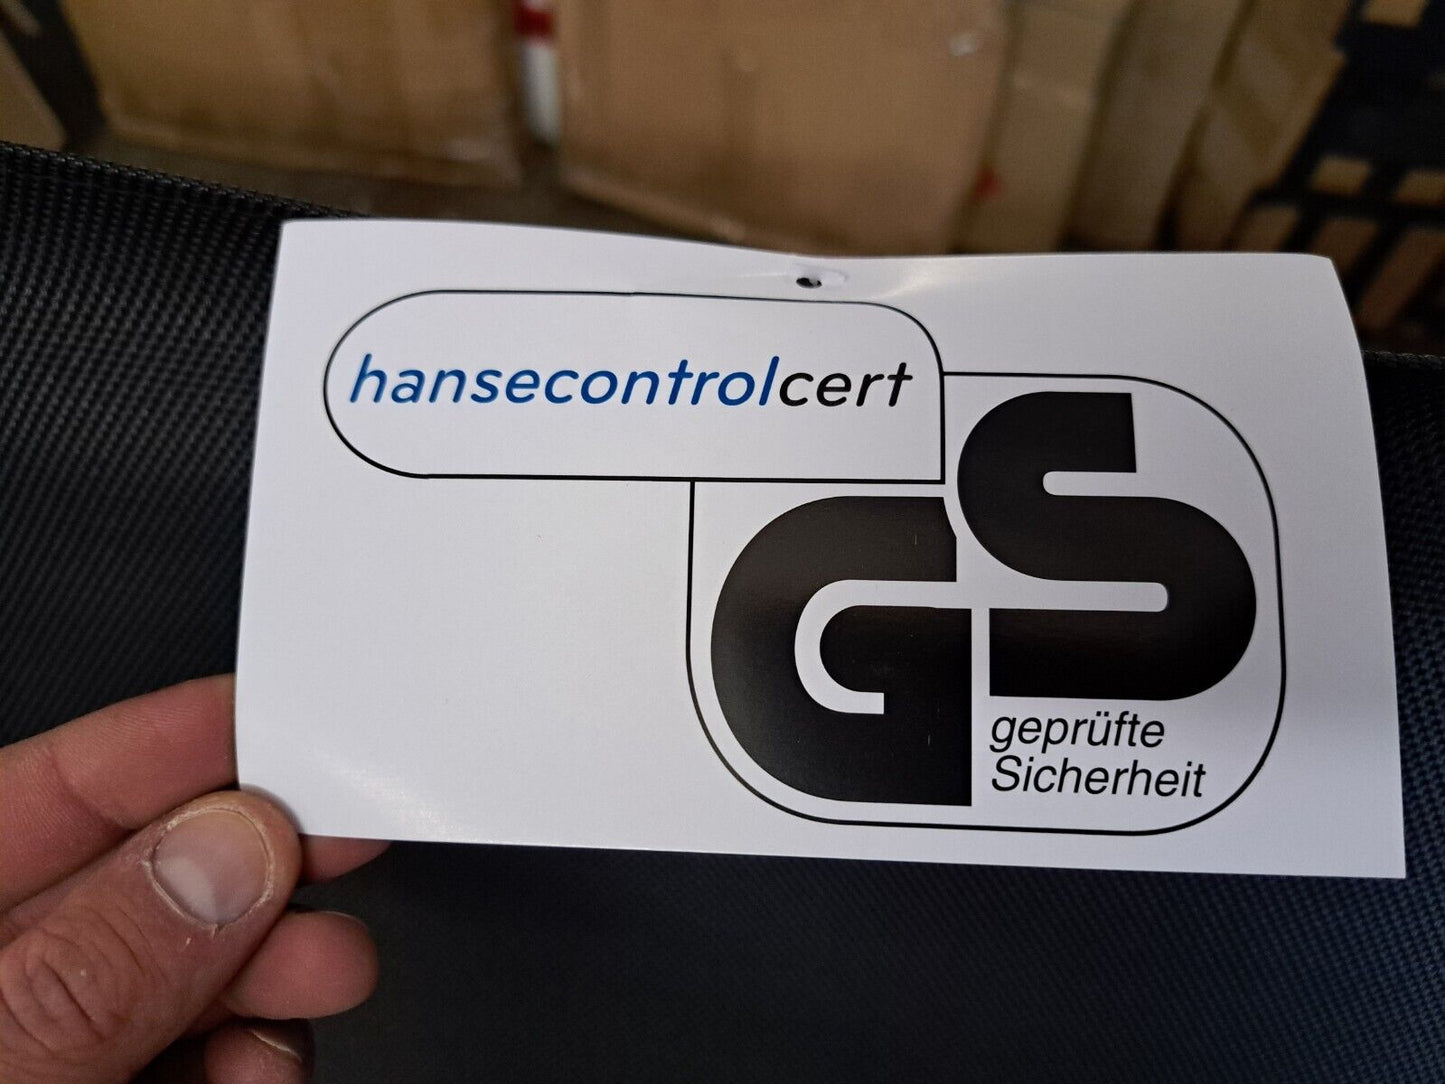 hansecontrolcert
GS
geprüfte
Sicherheit